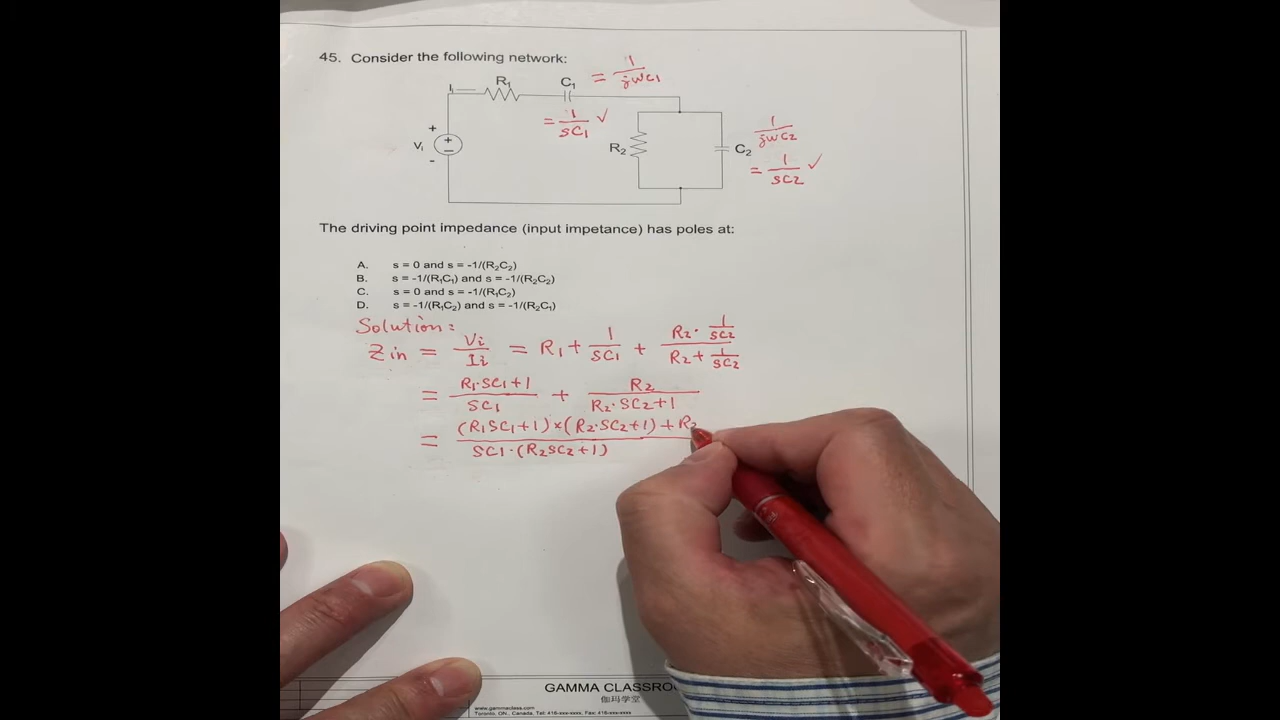 45. Consider the following network:
R₁
C₁ = 1/jwC₁
= 1/SC₁ ✓
Vᵢ
+
-
+
R₂
C₂
1/jwC₂
= 1/SC₂ ✓
The driving point impedance (input impetance) has poles at:
A. s = 0 and s = -1/(R₂C₂)
B. s = -1/(R₁C₁) and s = -1/(R₂C₂)
C. s = 0 and s = -1/(R₁C₂)
D. s = -1/(R₁C₂) and s = -1/(R₂C₁)
Solution:
Zin = Vi/Ii = R₁ + 1/SC₁ + (R₂ · 1/SC₂)/(R₂ + 1/SC₂)
= (R₁·SC₁+1)/SC₁ + R₂/(R₂·SC₂+1)
= ((R₁SC₁+1)×(R₂·SC₂+1)+R₂)/(SC1·(R₂SC₂+1))
GAMMA CLASSRO
伽玛学堂
www.gammaclass.com
Toronto, ON., Canada, Tel: 416-xxx-xxxx, Fax: 416-xxx-xxxx